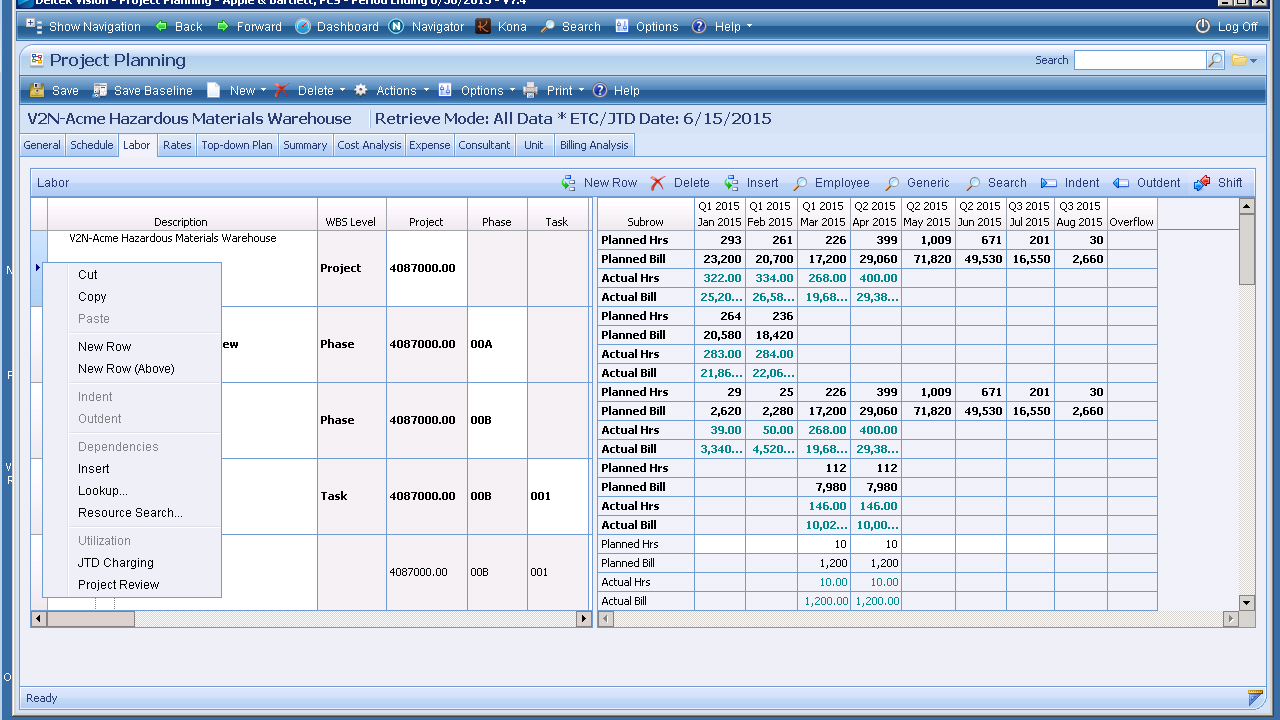 Deltek Vision - Project Planning - Apple & Bartlett, PCS - Period Ending 6/30/2015 - v7.4
Show Navigation Back Forward Dashboard Navigator Kona Search Options Help Log Off
Project Planning Search
Save Save Baseline New Delete Actions Options Print Help
V2N-Acme Hazardous Materials Warehouse Retrieve Mode: All Data * ETC/JTD Date: 6/15/2015
General Schedule Labor Rates Top-down Plan Summary Cost Analysis Expense Consultant Unit Billing Analysis
Labor New Row Delete Insert Employee Generic Search Indent Outdent Shift
Q1 2015 Q1 2015 Q1 2015 Q2 2015 Q2 2015 Q2 2015 Q3 2015 Q3 2015
Description WBS Level Project Phase Task Subrow Jan 2015 Feb 2015 Mar 2015 Apr 2015 May 2015 Jun 2015 Jul 2015 Aug 2015 Overflow
V2N-Acme Hazardous Materials Warehouse
Project 4087000.00
Planned Hrs 293 261 226 399 1,009 671 201 30
Planned Bill 23,200 20,700 17,200 29,060 71,820 49,530 16,550 2,660
Actual Hrs 322.00 334.00 268.00 400.00
Actual Bill 25,20... 26,58... 19,68... 29,38...
ew Phase 4087000.00 00A
Planned Hrs 264 236
Planned Bill 20,580 18,420
Actual Hrs 283.00 284.00
Actual Bill 21,86... 22,06...
Phase 4087000.00 00B
Planned Hrs 29 25 226 399 1,009 671 201 30
Planned Bill 2,620 2,280 17,200 29,060 71,820 49,530 16,550 2,660
Actual Hrs 39.00 50.00 268.00 400.00
Actual Bill 3,340... 4,520... 19,68... 29,38...
Task 4087000.00 00B 001
Planned Hrs 112 112
Planned Bill 7,980 7,980
Actual Hrs 146.00 146.00
Actual Bill 10,02... 10,00...
4087000.00 00B 001
Planned Hrs 10 10
Planned Bill 1,200 1,200
Actual Hrs 10.00 10.00
Actual Bill 1,200.00 1,200.00
Cut
Copy
Paste
New Row
New Row (Above)
Indent
Outdent
Dependencies
Insert
Lookup...
Resource Search...
Utilization
JTD Charging
Project Review
Ready